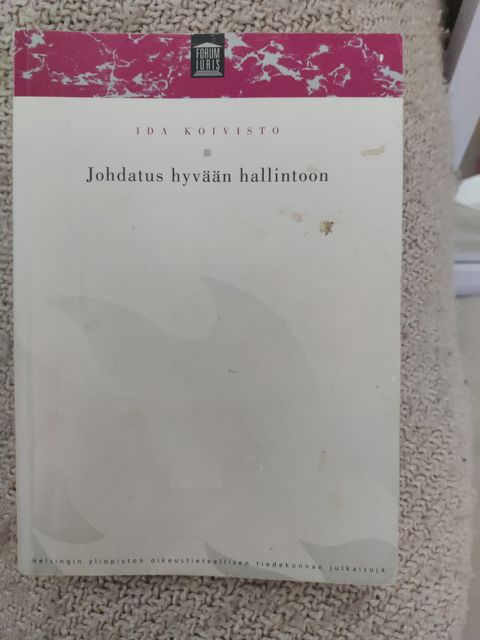 FORUM
IURIS
IDA KOIVISTO
Johdatus hyvään hallintoon
Helsingin yliopiston oikeustieteellisen tiedekunnan julkaisuja